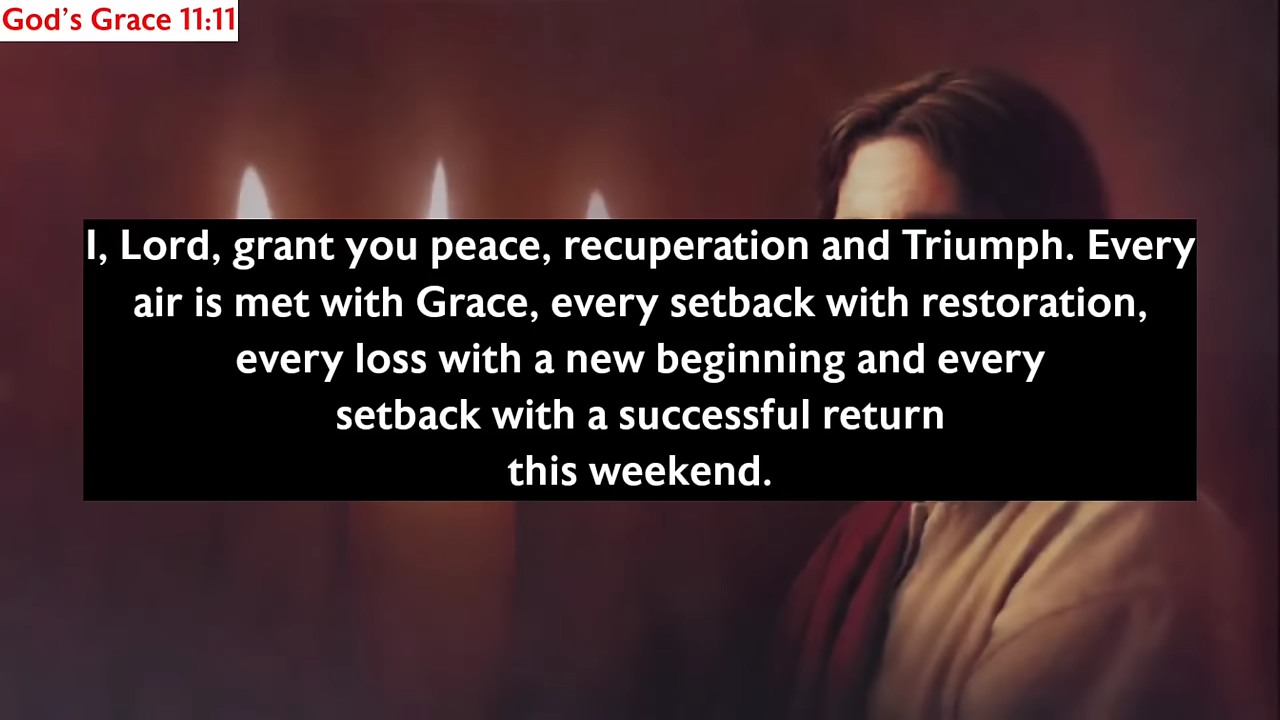 God's Grace 11:11
I, Lord, grant you peace, recuperation and Triumph. Every
air is met with Grace, every setback with restoration,
every loss with a new beginning and every
setback with a successful return
this weekend.